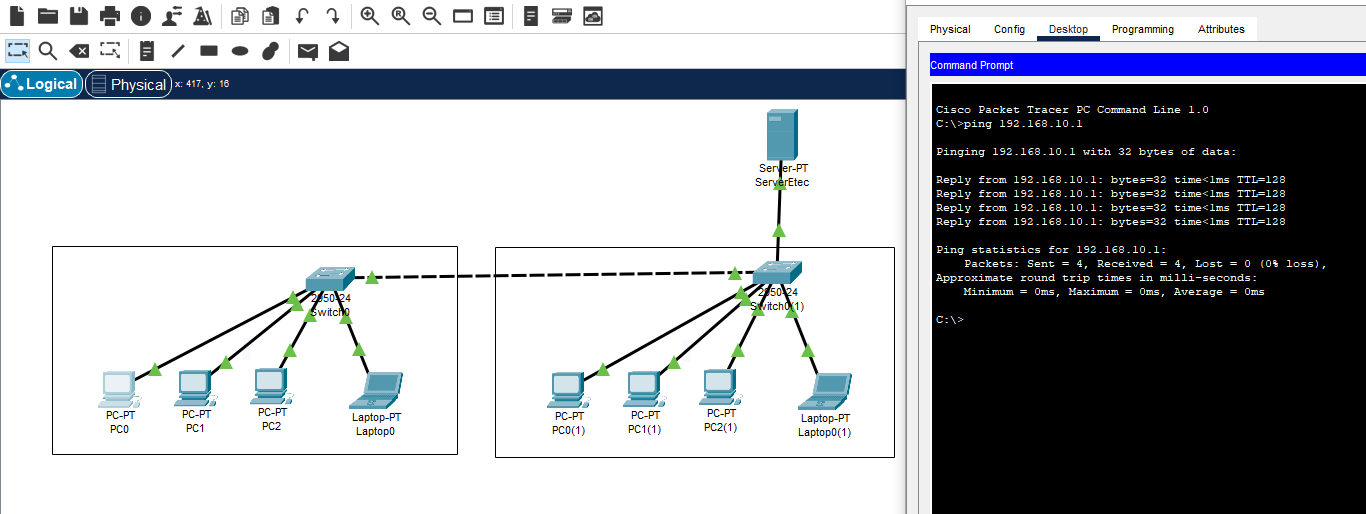 Logical
Physical
x: 417, y: 16
Server-PT
ServerEtec
2950-24
Switch0
2950-24
Switch0(1)
PC-PT
PC0
PC-PT
PC1
PC-PT
PC2
Laptop-PT
Laptop0
PC-PT
PC0(1)
PC-PT
PC1(1)
PC-PT
PC2(1)
Laptop-PT
Laptop0(1)
Physical Config Desktop Programming Attributes
Command Prompt
Cisco Packet Tracer PC Command Line 1.0
C:\>ping 192.168.10.1
Pinging 192.168.10.1 with 32 bytes of data:
Reply from 192.168.10.1: bytes=32 time<1ms TTL=128
Reply from 192.168.10.1: bytes=32 time<1ms TTL=128
Reply from 192.168.10.1: bytes=32 time<1ms TTL=128
Reply from 192.168.10.1: bytes=32 time<1ms TTL=128
Ping statistics for 192.168.10.1:
Packets: Sent = 4, Received = 4, Lost = 0 (0% loss),
Approximate round trip times in milli-seconds:
Minimum = 0ms, Maximum = 0ms, Average = 0ms
C:\>